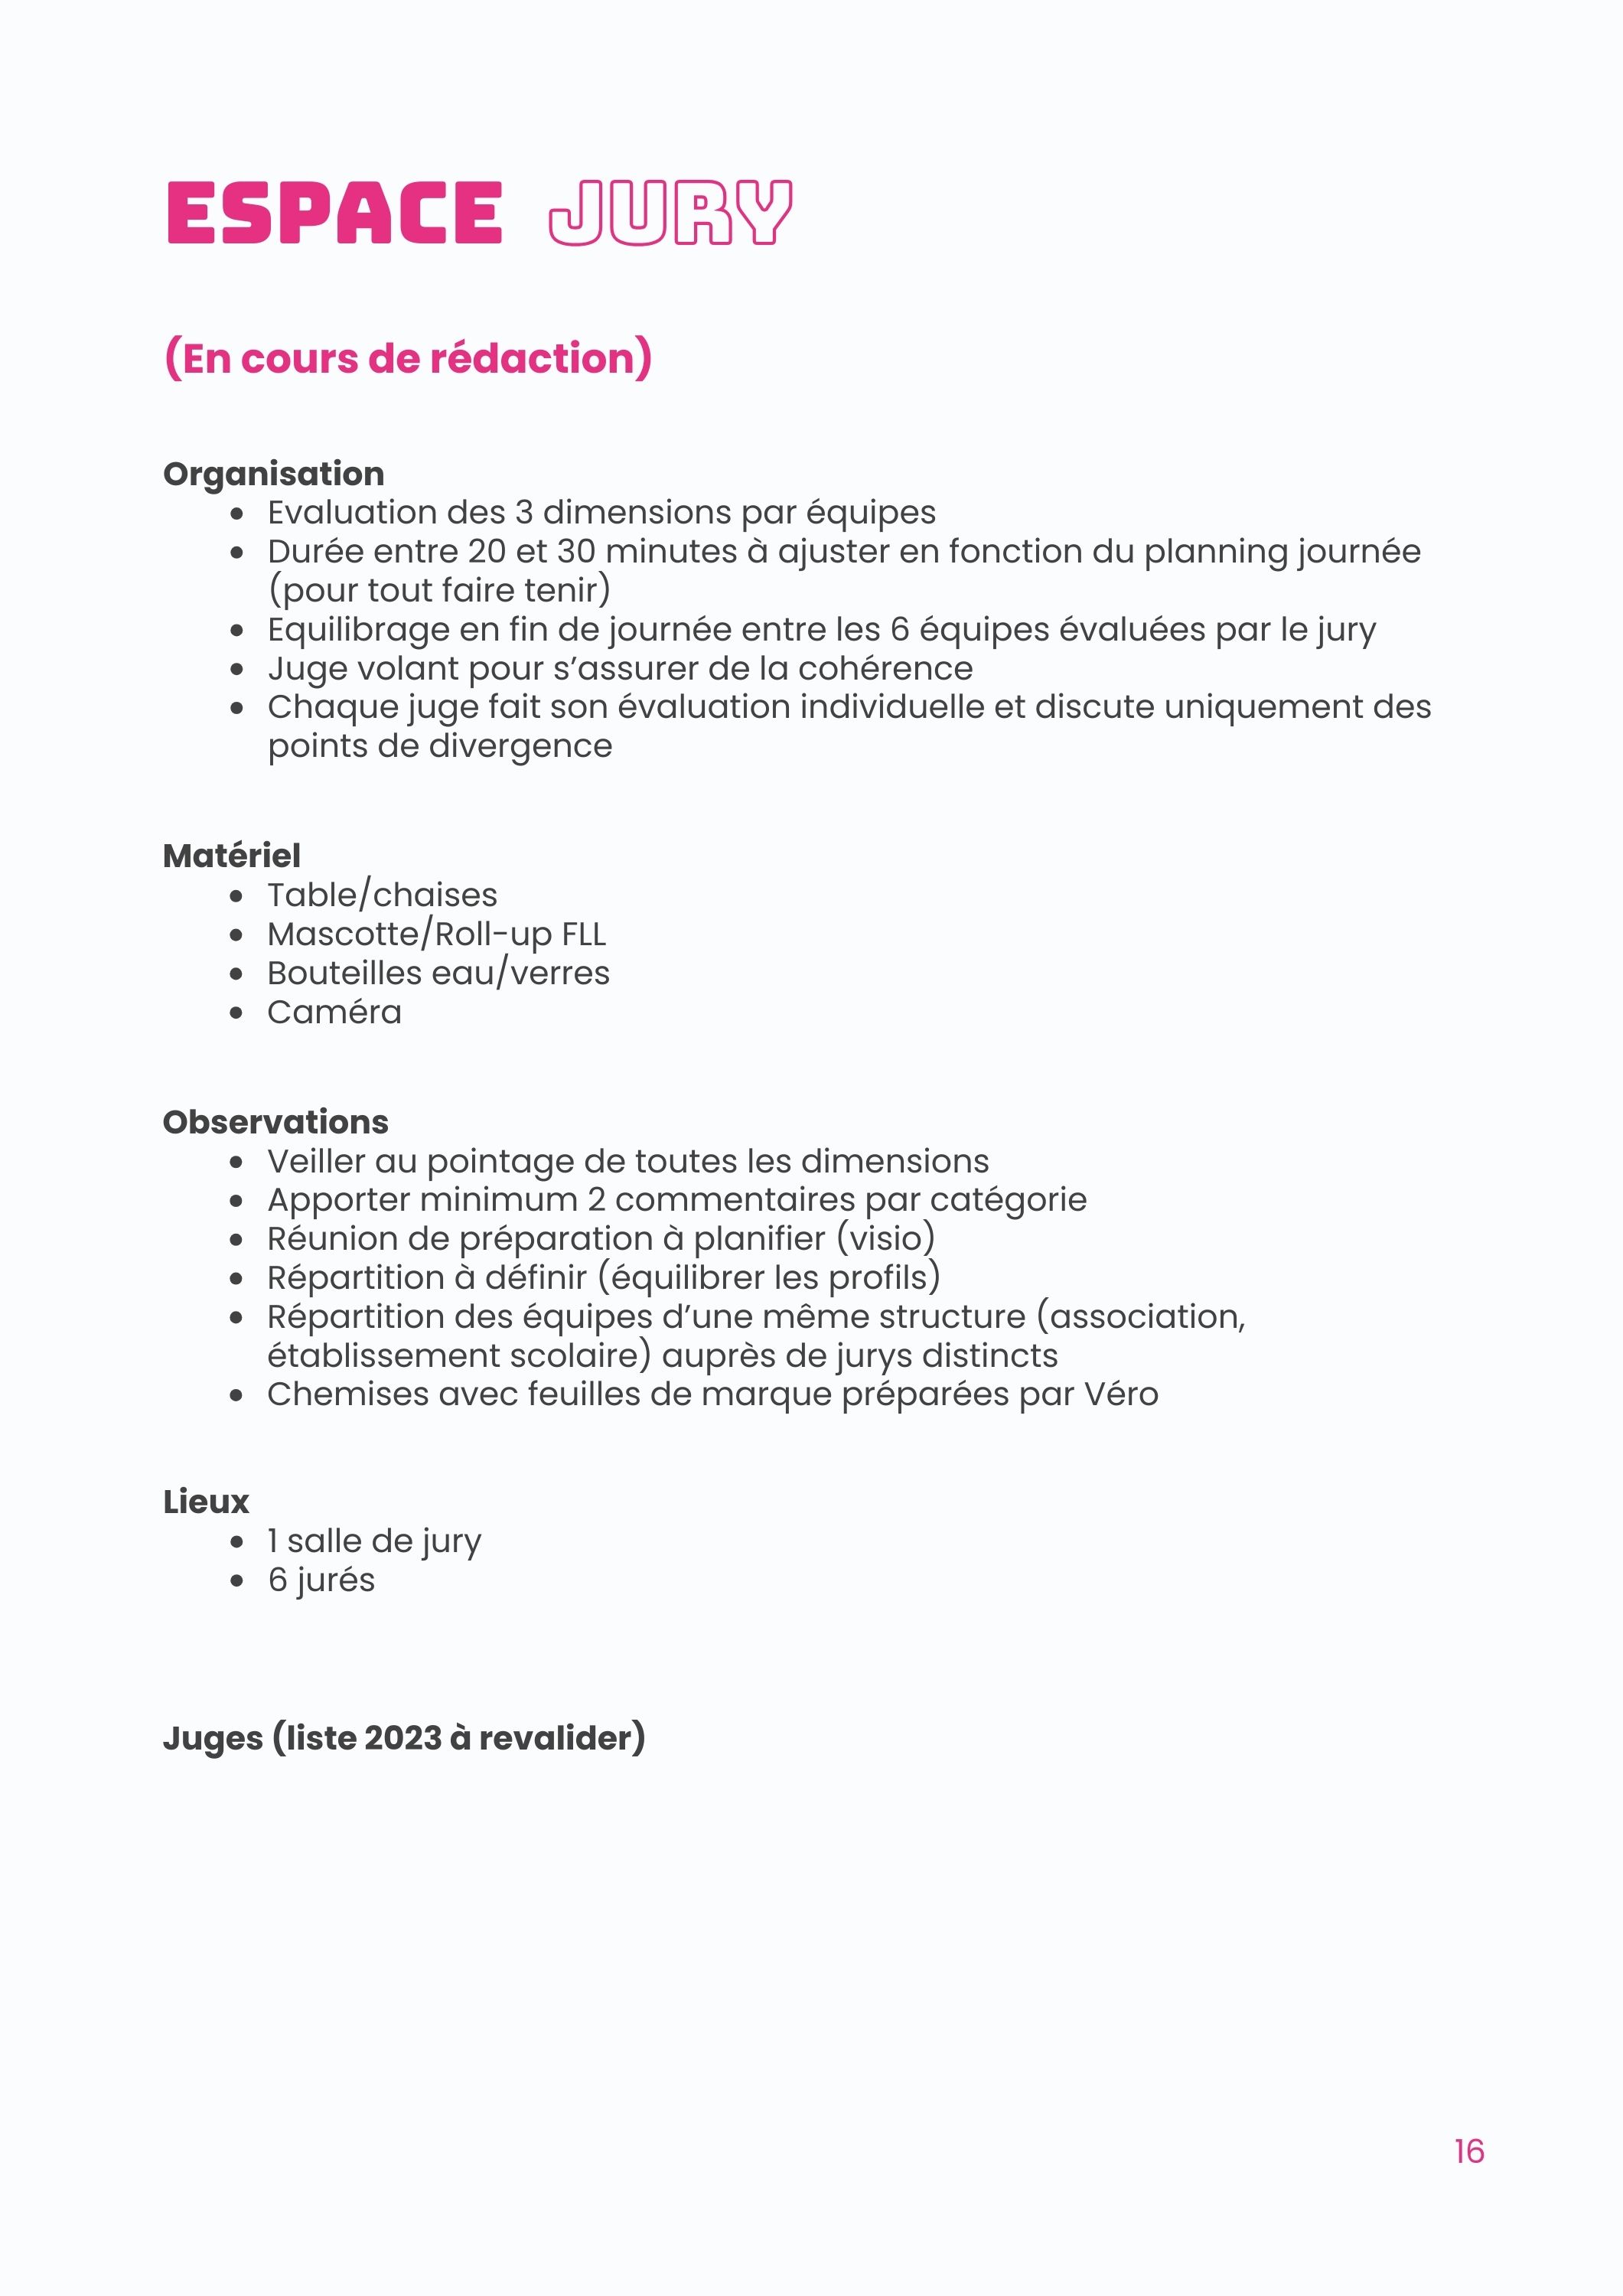 ESPACE JURY
(En cours de rédaction)
Organisation
• Evaluation des 3 dimensions par équipes
• Durée entre 20 et 30 minutes à ajuster en fonction du planning journée
(pour tout faire tenir)
• Equilibrage en fin de journée entre les 6 équipes évaluées par le jury
• Juge volant pour s’assurer de la cohérence
• Chaque juge fait son évaluation individuelle et discute uniquement des
points de divergence
Matériel
• Table/chaises
• Mascotte/Roll-up FLL
• Bouteilles eau/verres
• Caméra
Observations
• Veiller au pointage de toutes les dimensions
• Apporter minimum 2 commentaires par catégorie
• Réunion de préparation à planifier (visio)
• Répartition à définir (équilibrer les profils)
• Répartition des équipes d’une même structure (association,
établissement scolaire) auprès de jurys distincts
• Chemises avec feuilles de marque préparées par Véro
Lieux
• 1 salle de jury
• 6 jurés
Juges (liste 2023 à revalider)
16